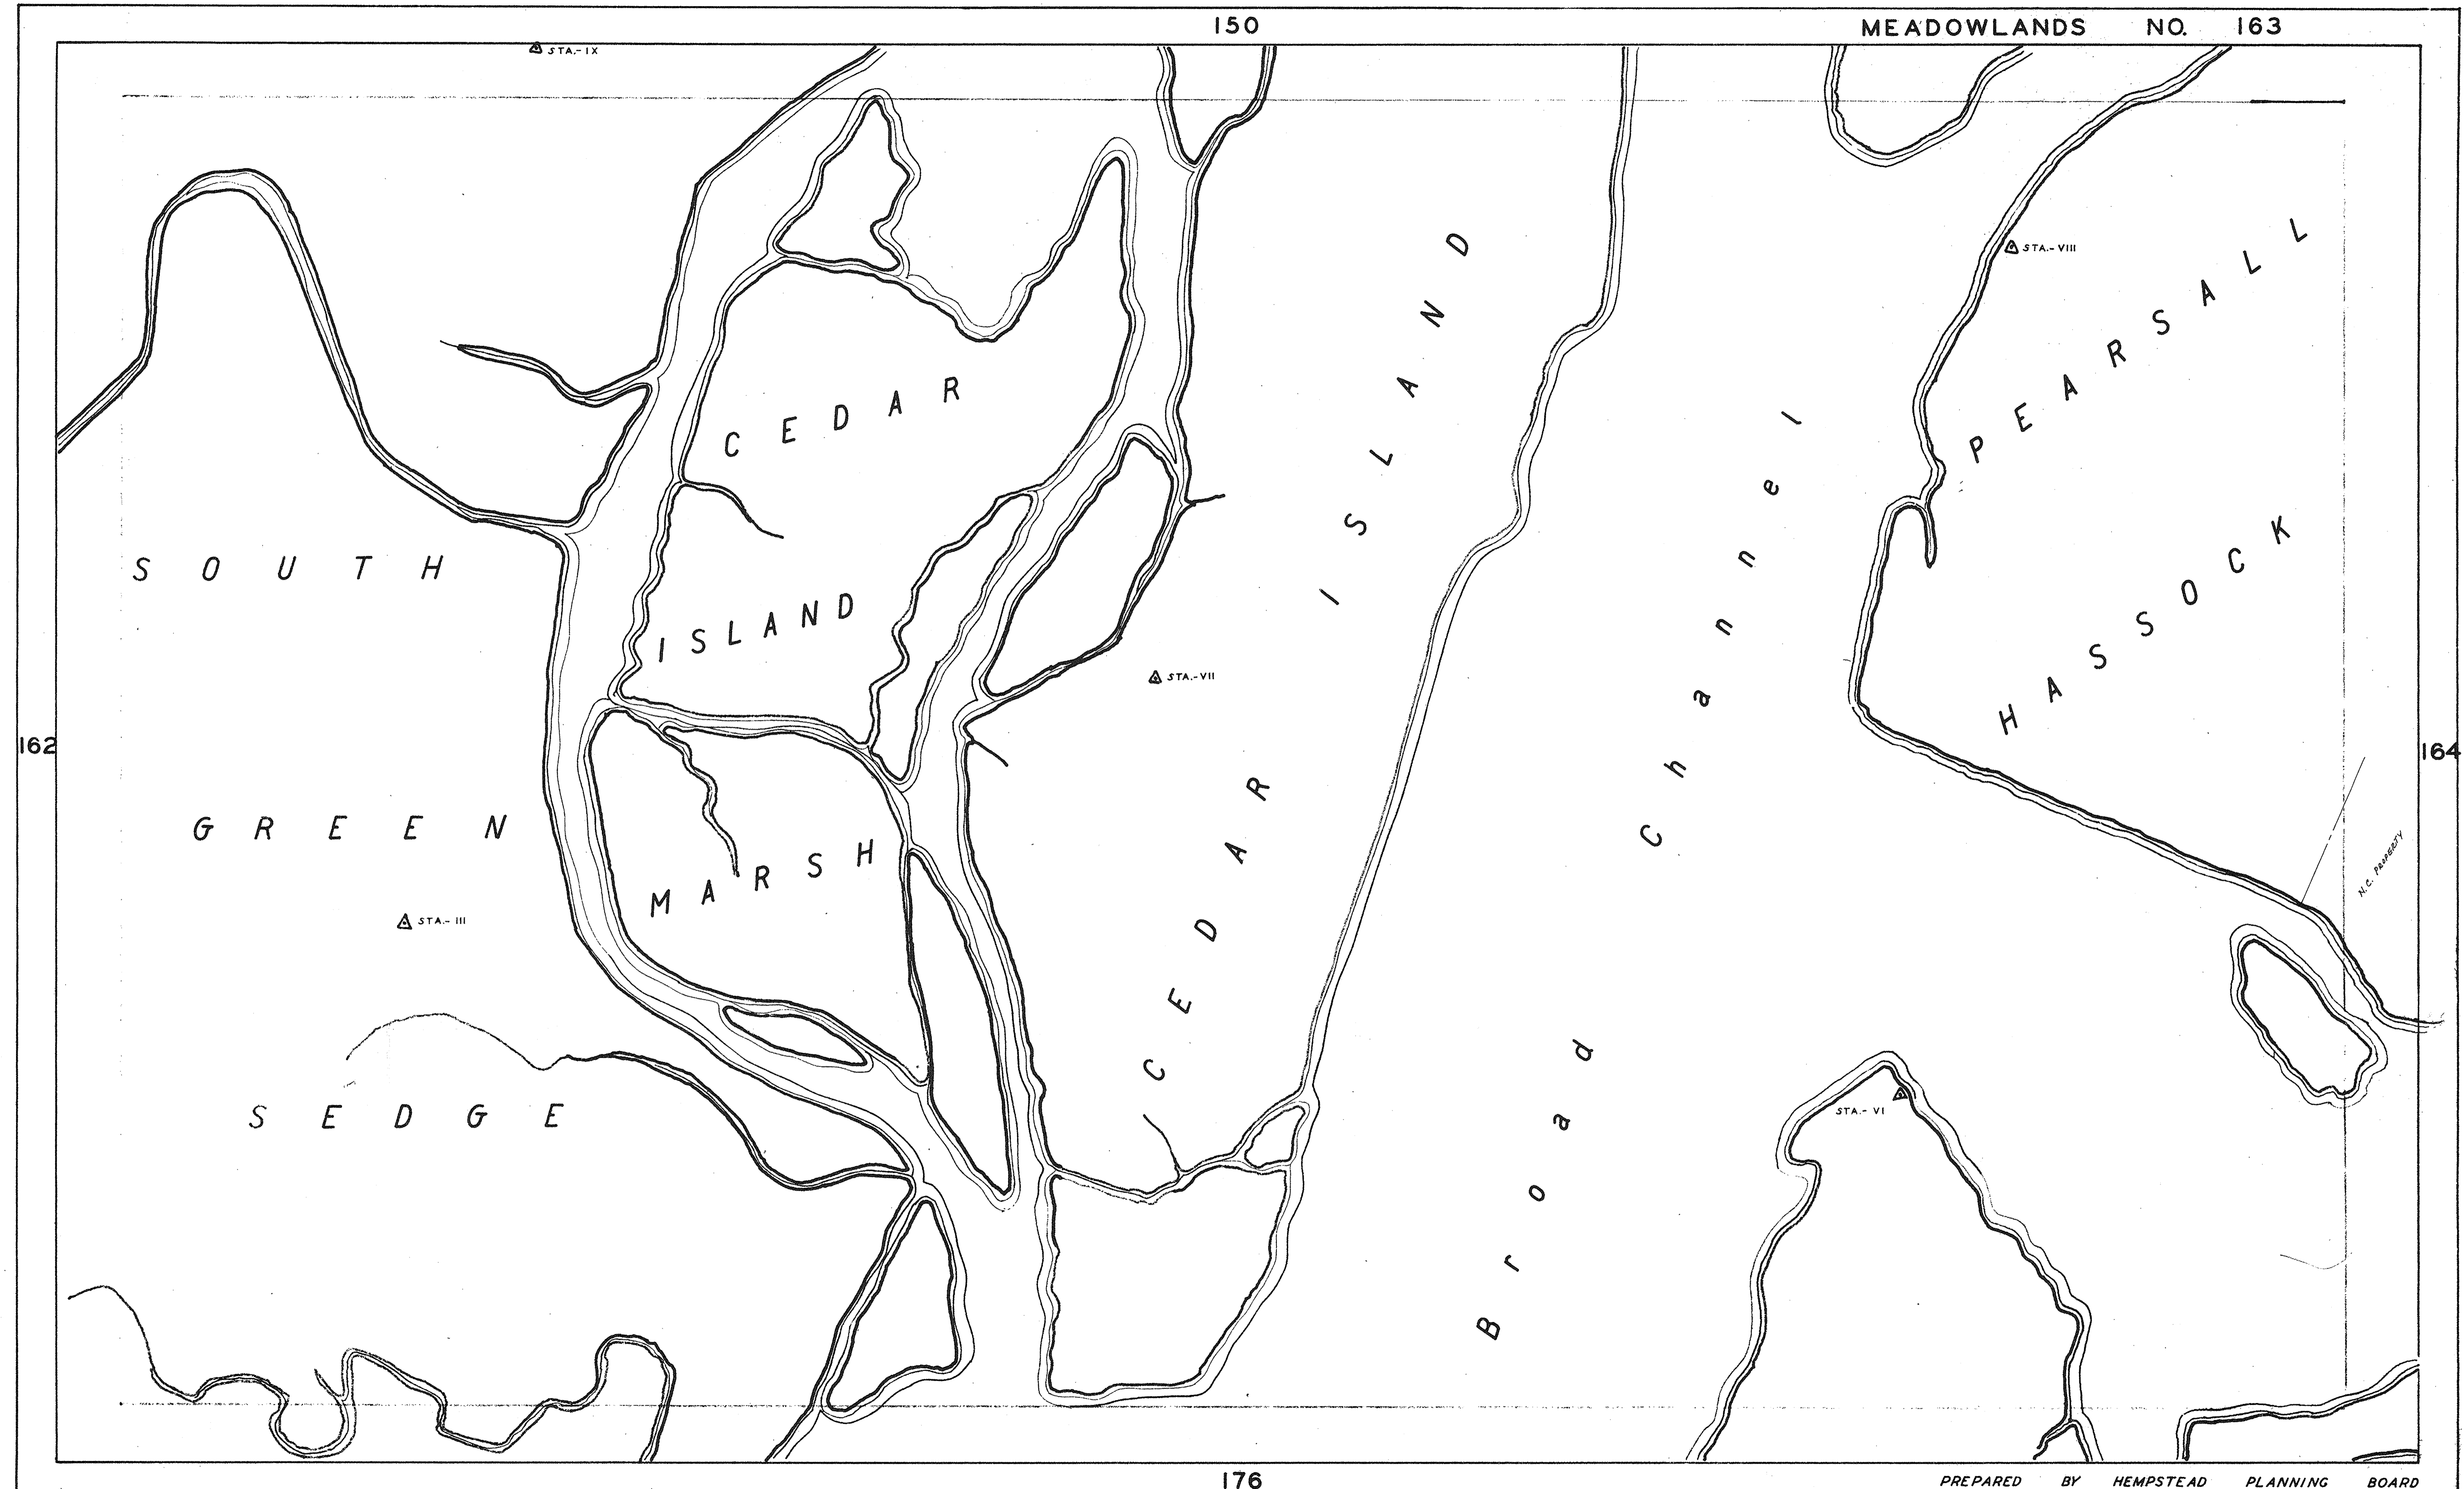 150
MEADOWLANDS NO. 163
STA.-IX
STA.-VIII
PEARSALL
HASSOCK
CEDAR
ISLAND
MARSH
CEDAR ISLAND
Broad Channel
SOUTH
GREEN
SEDGE
STA.-VII
162
164
N.C. PROPERTY
STA.-III
STA.-VI
176
PREPARED BY HEMPSTEAD PLANNING BOARD